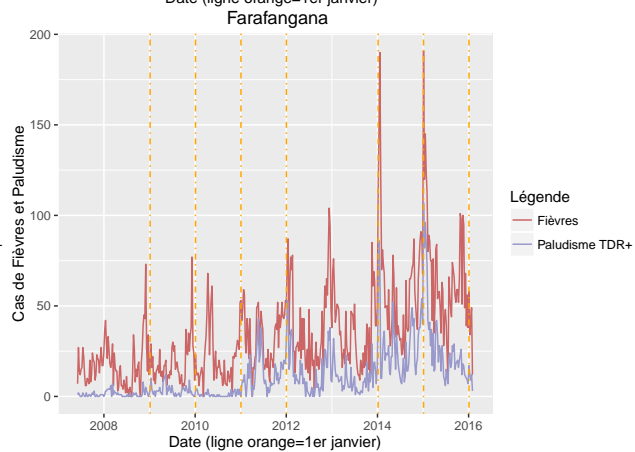 Date (ligne orange=1er janvier)
Farafangana
200
150
100
50
0
Cas de Fièvres et Paludisme
2008
2010
2012
2014
2016
Date (ligne orange=1er janvier)
Légende
Fièvres
Paludisme TDR+